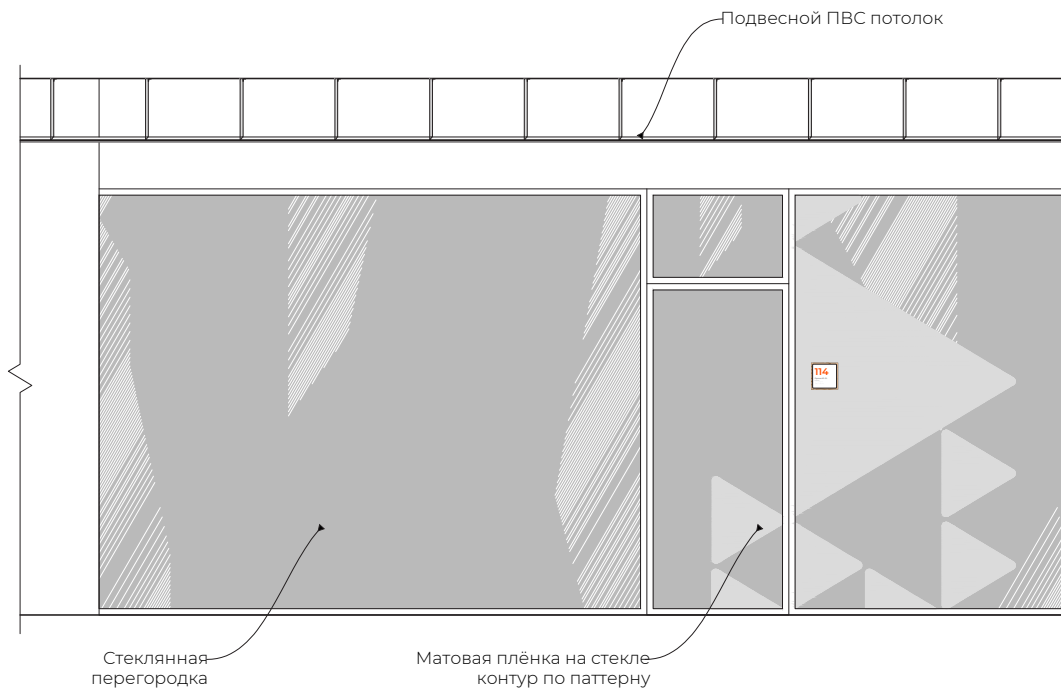 Подвесной ПВС потолок
114
Стеклянная
перегородка
Матовая плёнка на стекле
контур по паттерну